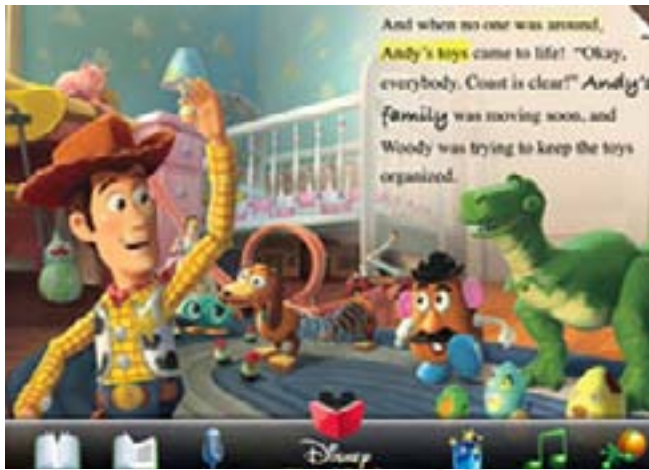 And when no one was around,
Andy's toys came to life! "Okay,
everybody. Coast is clear!" Andy's
family was moving soon, and
Woody was trying to keep the toys
organized.
Disney